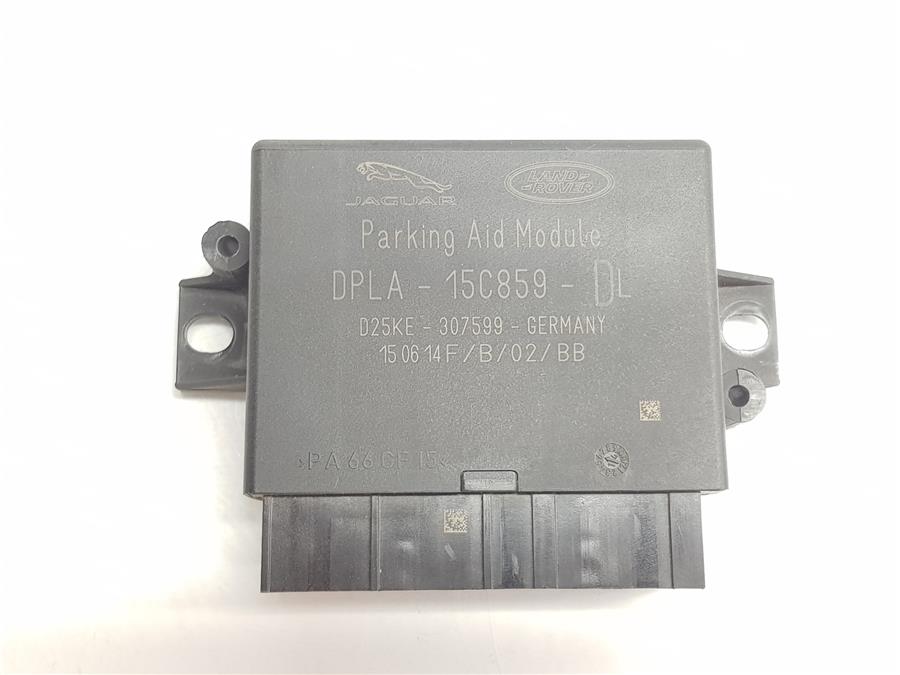 JAGUAR
LAND
ROVER
Parking Aid Module
DPLA - 15C859 - DL
D25KE - 307599 - GERMANY
15.06.14F/B/02/BB
>PA 66 GF 15<